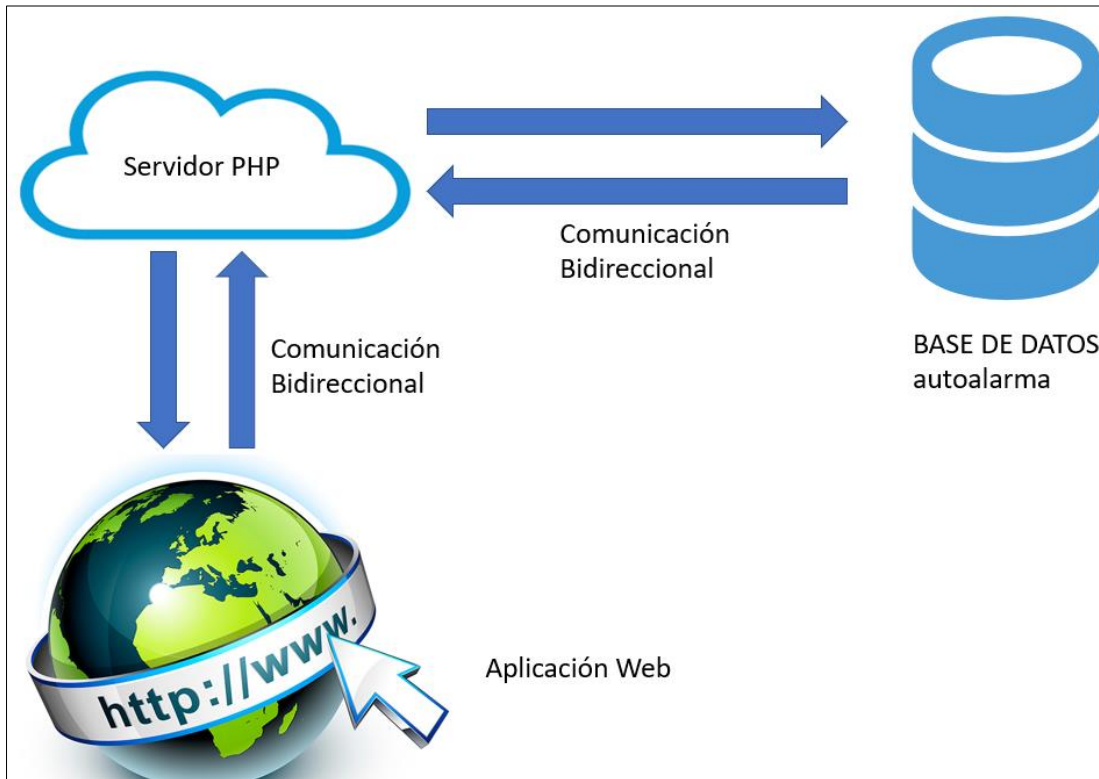 Servidor PHP
Comunicación
Bidireccional
Comunicación
Bidireccional
BASE DE DATOS
autoalarma
Aplicación Web
http://www.